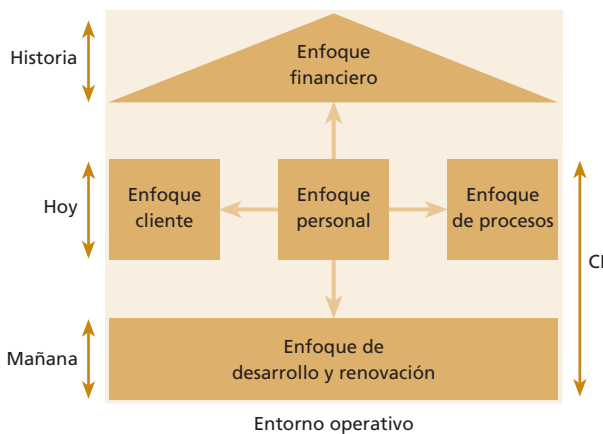 Historia
Enfoque
financiero
Hoy
Enfoque
cliente
Enfoque
personal
Enfoque
de procesos
Mañana
Enfoque de
desarrollo y renovación
Entorno operativo